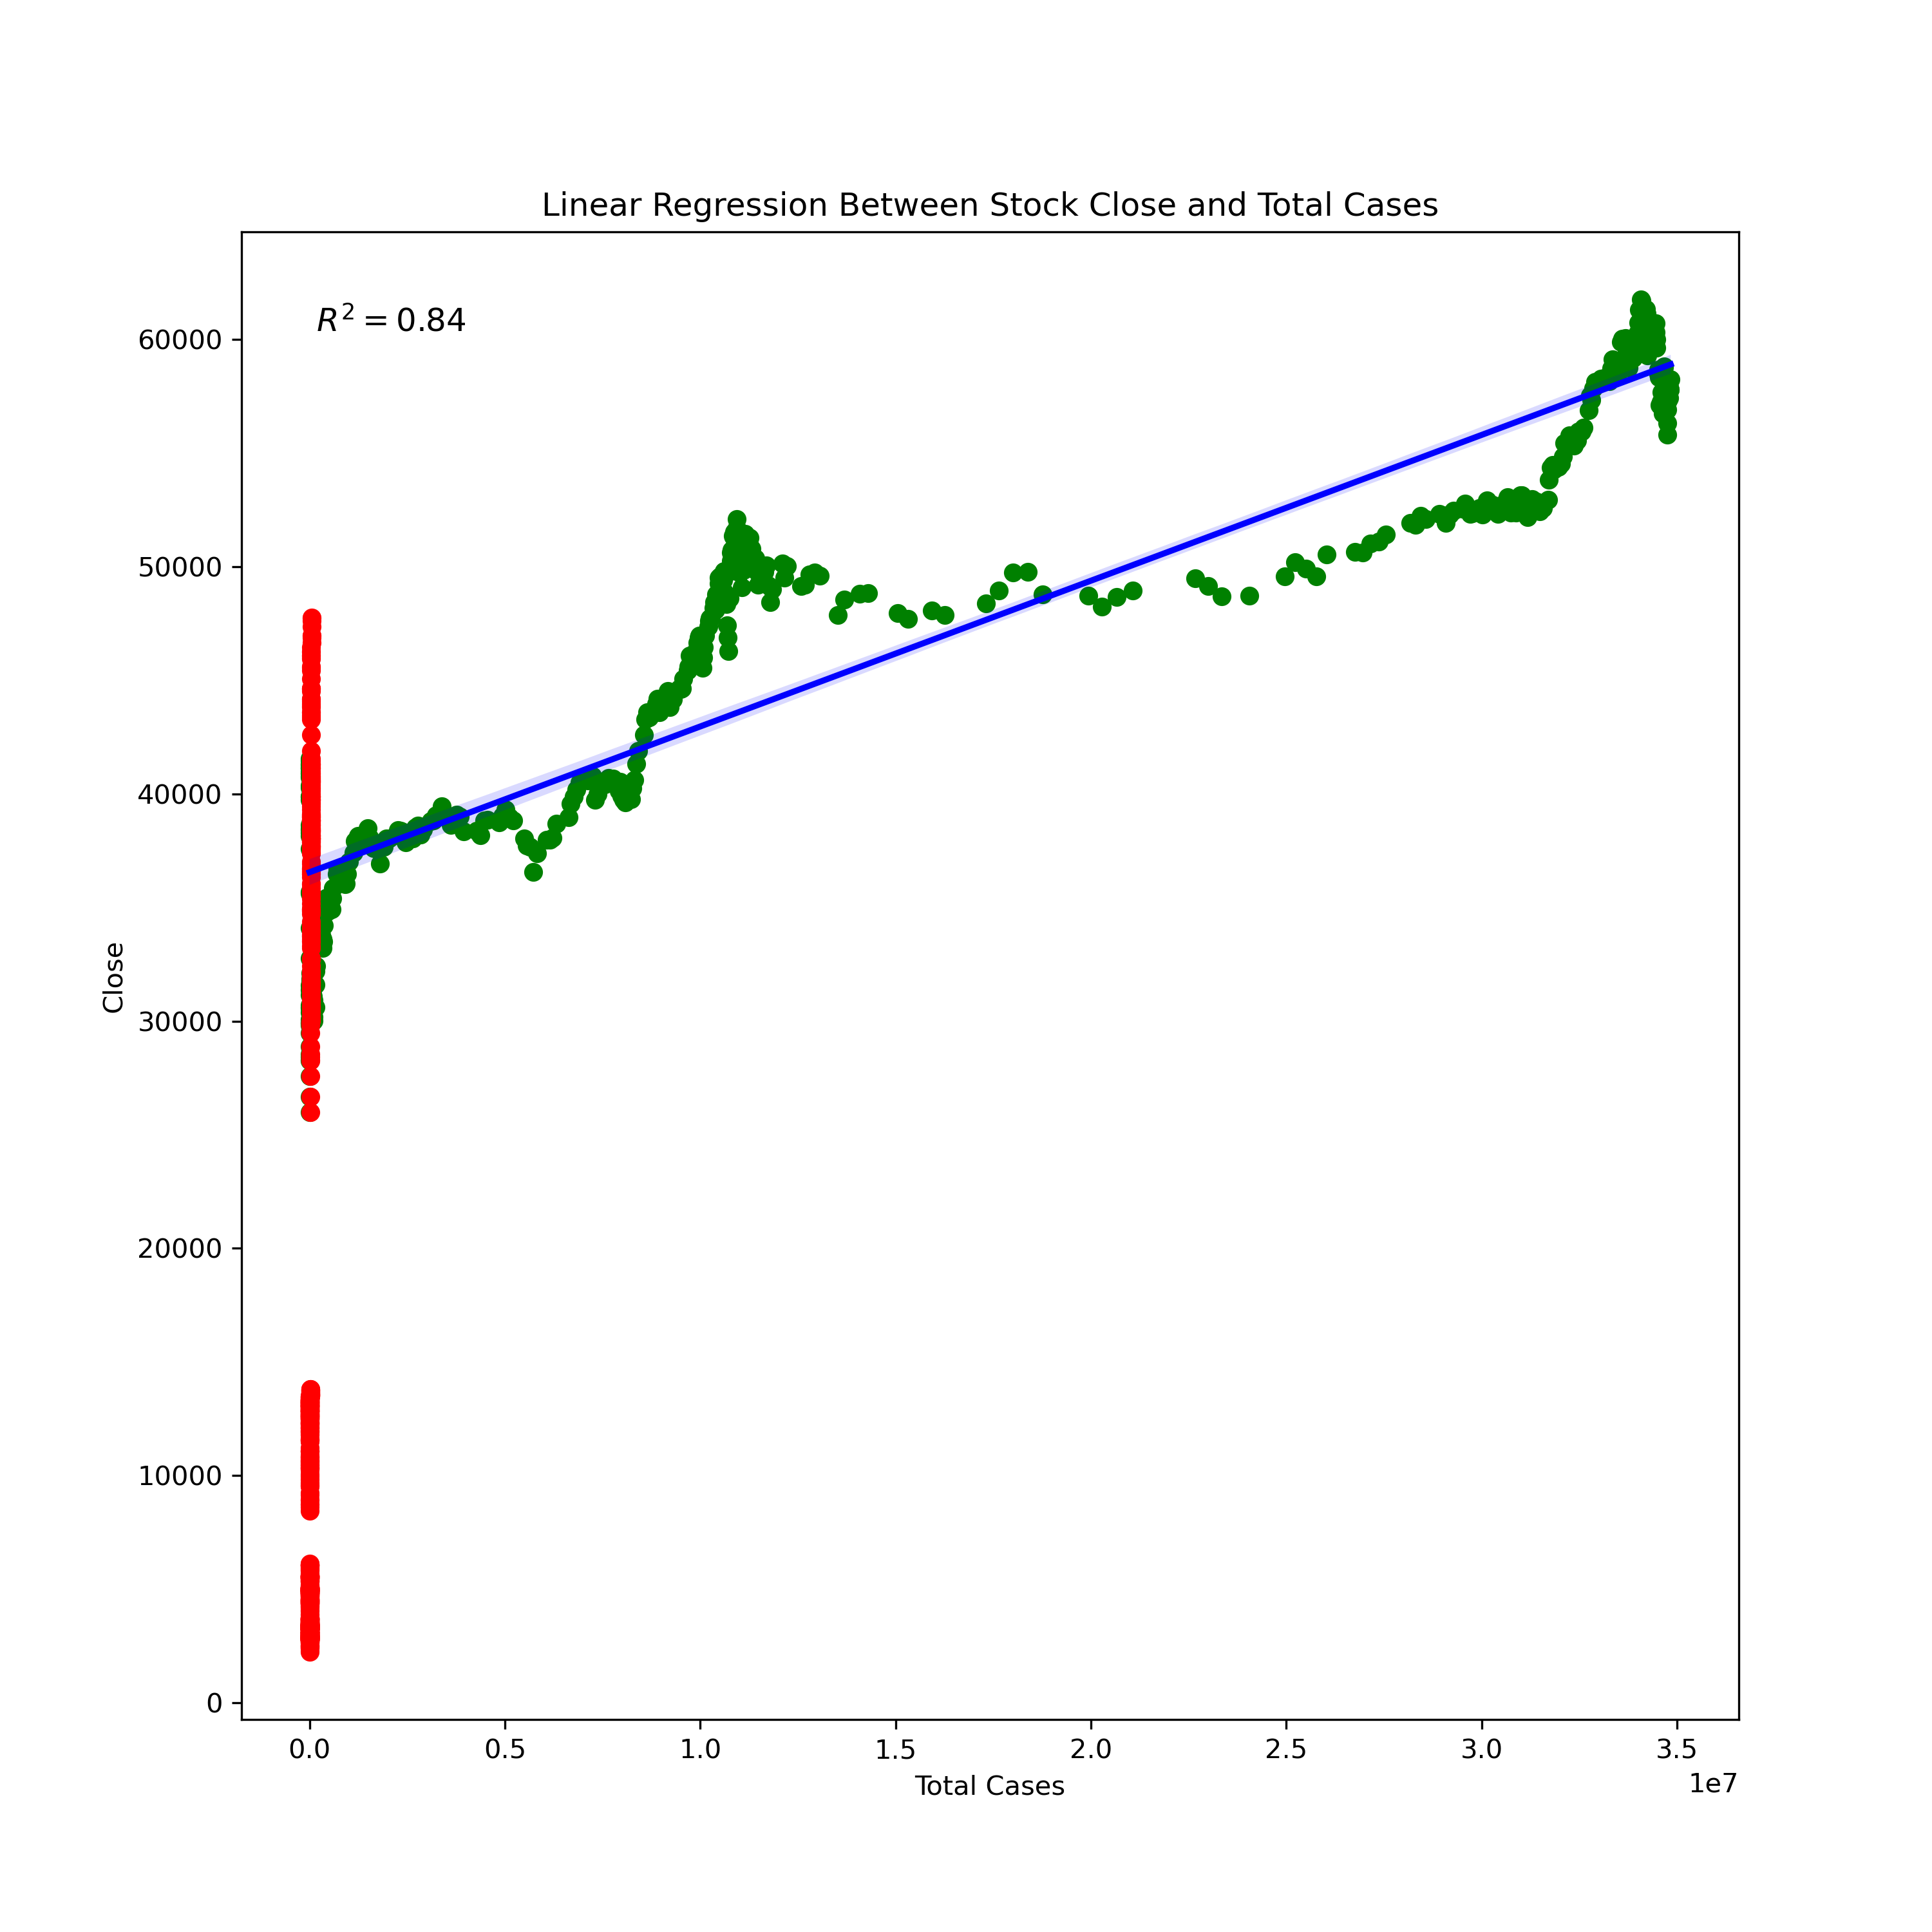 Linear Regression Between Stock Close and Total Cases
R² = 0.84
60000
50000
40000
30000
20000
10000
0
Close
0.0 0.5 1.0 1.5 2.0 2.5 3.0 3.5
Total Cases
1e7